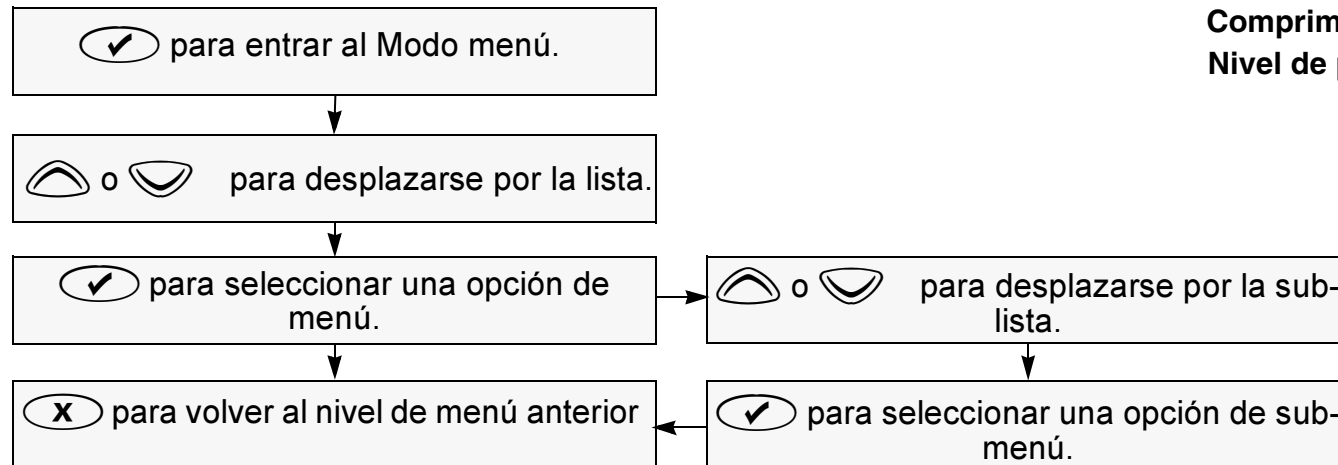 ✔ para entrar al Modo menú.
o para desplazarse por la lista.
✔ para seleccionar una opción de
menú.
x para volver al nivel de menú anterior
o para desplazarse por la sub-
lista.
✔ para seleccionar una opción de sub-
menú.
Comprim
Nivel de